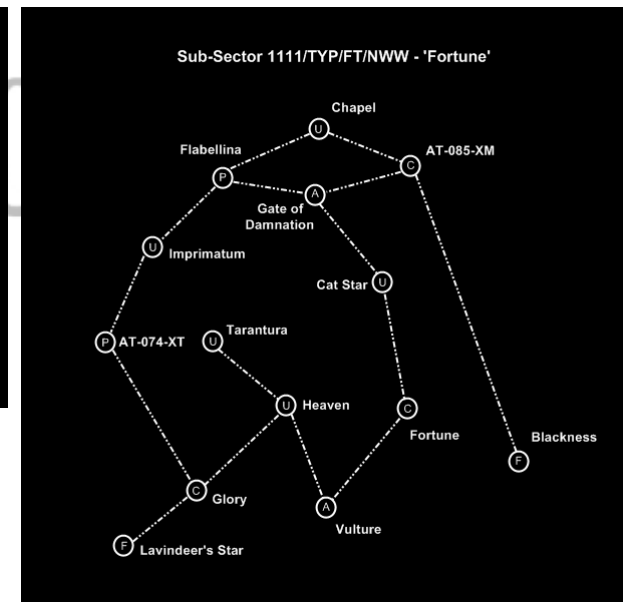 Sub-Sector 1111/TYP/FT/NWW - 'Fortune'
Chapel
U
Flabellina
AT-085-XM
P
C
A
Gate of
Damnation
U
Imprimatum
Cat Star
U
P
AT-074-XT
U
Tarantura
U
Heaven
C
Fortune
Blackness
F
C
Glory
A
Vulture
F
Lavindeer's Star